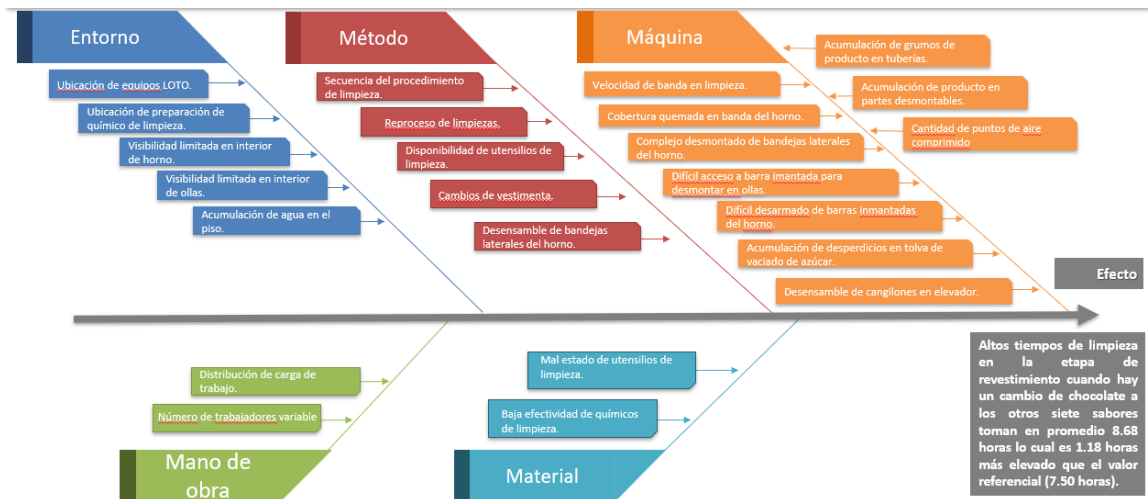 Entorno
Ubicación de equipos LOTO.
Ubicación de preparación de
químico de limpieza.
Visibilidad limitada en interior
de horno.
Visibilidad limitada en interior
de ollas.
Acumulación de agua en el
piso.
Método
Secuencia del procedimiento
de limpieza.
Reproceso de limpiezas.
Disponibilidad de utensilios de
limpieza.
Cambios de vestimenta.
Desensamble de bandejas
laterales del horno.
Máquina
Velocidad de banda en limpieza.
Cobertura quemada en banda del horno.
Complejo desmontado de bandejas laterales
del horno.
Difícil acceso a barra imantada para
desmontar en ollas.
Difícil desarmado de barras inmantadas
del horno.
Acumulación de desperdicios en tolva de
vaciado de azúcar.
Desensamble de cangilones en elevador.
Acumulación de grumos de
producto en tuberías.
Acumulación de producto en
partes desmontables.
Cantidad de puntos de aire
comprimido
Efecto
Altos tiempos de limpieza
en la etapa de
revestimiento cuando hay
un cambio de chocolate a
los otros siete sabores
toman en promedio 8.68
horas lo cual es 1.18 horas
más elevado que el valor
referencial (7.50 horas).
Distribución de carga de
trabajo.
Número de trabajadores variable
Mano de
obra
Mal estado de utensilios de
limpieza.
Baja efectividad de químicos
de limpieza.
Material